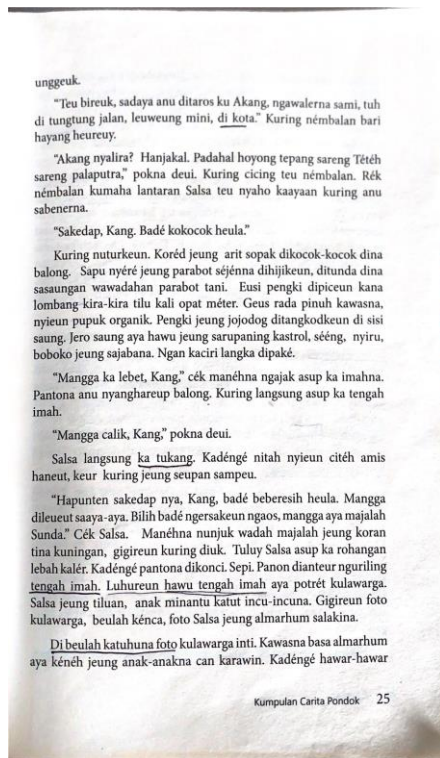 unggeuk.
"Teu bireuk, sadaya anu ditaros ku Akang, ngawalerna sami, tuh
di tungtung jalan, leuweung mini, di kota." Kuring némbalan bari
hayang heureuy.
"Akang nyalira? Hanjakal. Padahal hoyong tepang sareng Tétéh
sareng palaputra," pokna deui. Kuring cicing teu némbalan. Rék
némbalan kumaha lantaran Salsa teu nyaho kaayaan kuring anu
sabenerna.
"Sakedap, Kang. Badé kokocok heula."
Kuring nuturkeun. Koréd jeung arit sopak dikocok-kocok dina
balong. Sapu nyéré jeung parabot séjénna dihijikeun, ditunda dina
sasaungan wawadahan parabot tani. Eusi pengki dipiceun kana
lombang kira-kira tilu kali opat méter. Geus rada pinuh kawasna,
nyieun pupuk organik. Pengki jeung jojodog ditangkodkeun di sisi
saung. Jero saung aya hawu jeung sarupaning kastrol, sééng, nyiru,
boboko jeung sajabana. Ngan kaciri langka dipaké.
"Mangga ka lebet, Kang," cék manéhna ngajak asup ka imahna.
Pantona anu nyanghareup balong. Kuring langsung asup ka tengah
imah.
"Mangga calik, Kang," pokna deui.
Salsa langsung ka tukang. Kadéngé nitah nyieun citéh amis
haneut, keur kuring jeung seupan sampeu.
"Hapunten sakedap nya, Kang, badé beberesih heula. Mangga
dileueut saaya-aya. Bilih badé ngersakeun ngaos, mangga aya majalah
Sunda." Cék Salsa. Manéhna nunjuk wadah majalah jeung koran
tina kuningan, gigireun kuring diuk. Tuluy Salsa asup ka rohangan
lebah kalér. Kadéngé pantona dikonci. Sepi. Panon dianteur nguriling
tengah imah. Luhureun hawu tengah imah aya potrét kulawarga.
Salsa jeung tiluan, anak minantu katut incu-incuna. Gigireun foto
kulawarga, beulah kénca, foto Salsa jeung almarhum salakina.
Di beulah katuhuna foto kulawarga inti. Kawasna basa almarhum
aya kénéh jeung anak-anakna can karawin. Kadéngé hawar-hawar
Kumpulan Carita Pondok 25